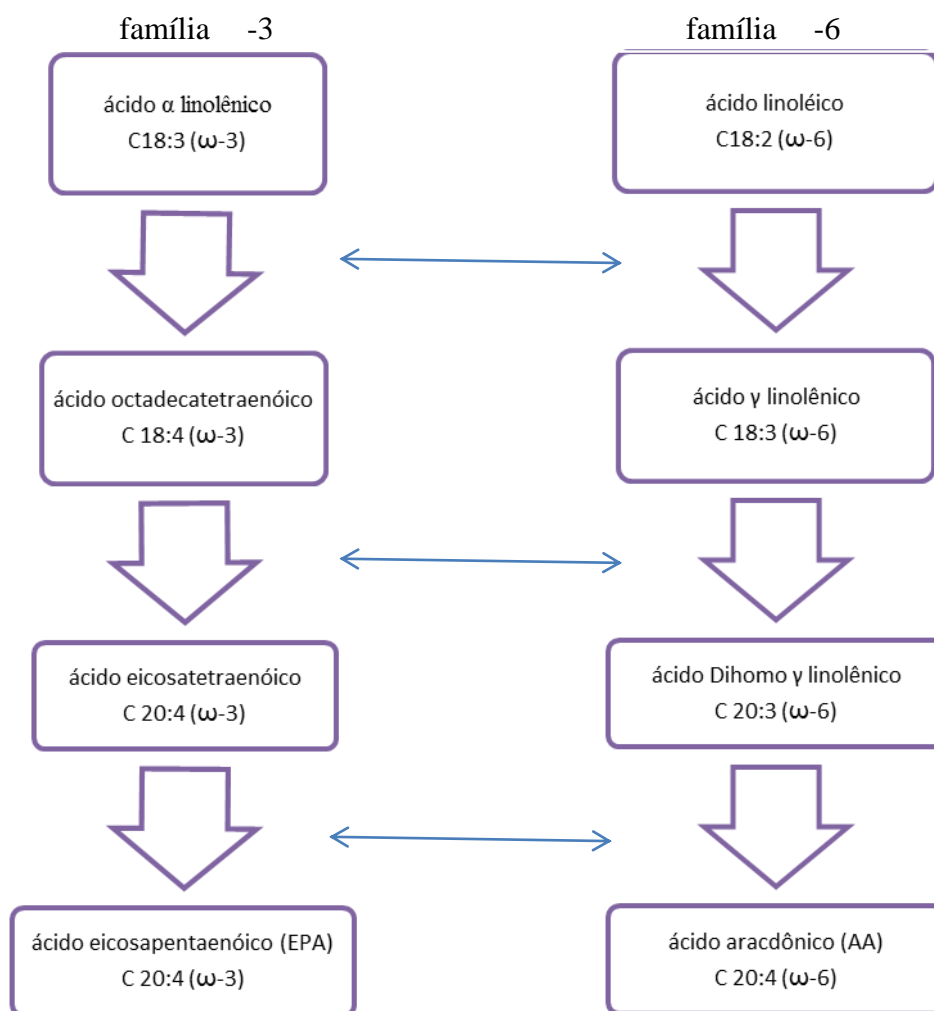 família -3
família -6
ácido α linolênico
C18:3 (ω-3)
ácido linoléico
C18:2 (ω-6)
ácido octadecatetraenóico
C 18:4 (ω-3)
ácido γ linolênico
C 18:3 (ω-6)
ácido eicosatetraenóico
C 20:4 (ω-3)
ácido Dihomo γ linolênico
C 20:3 (ω-6)
ácido eicosapentaenóico (EPA)
C 20:4 (ω-3)
ácido aracdônico (AA)
C 20:4 (ω-6)